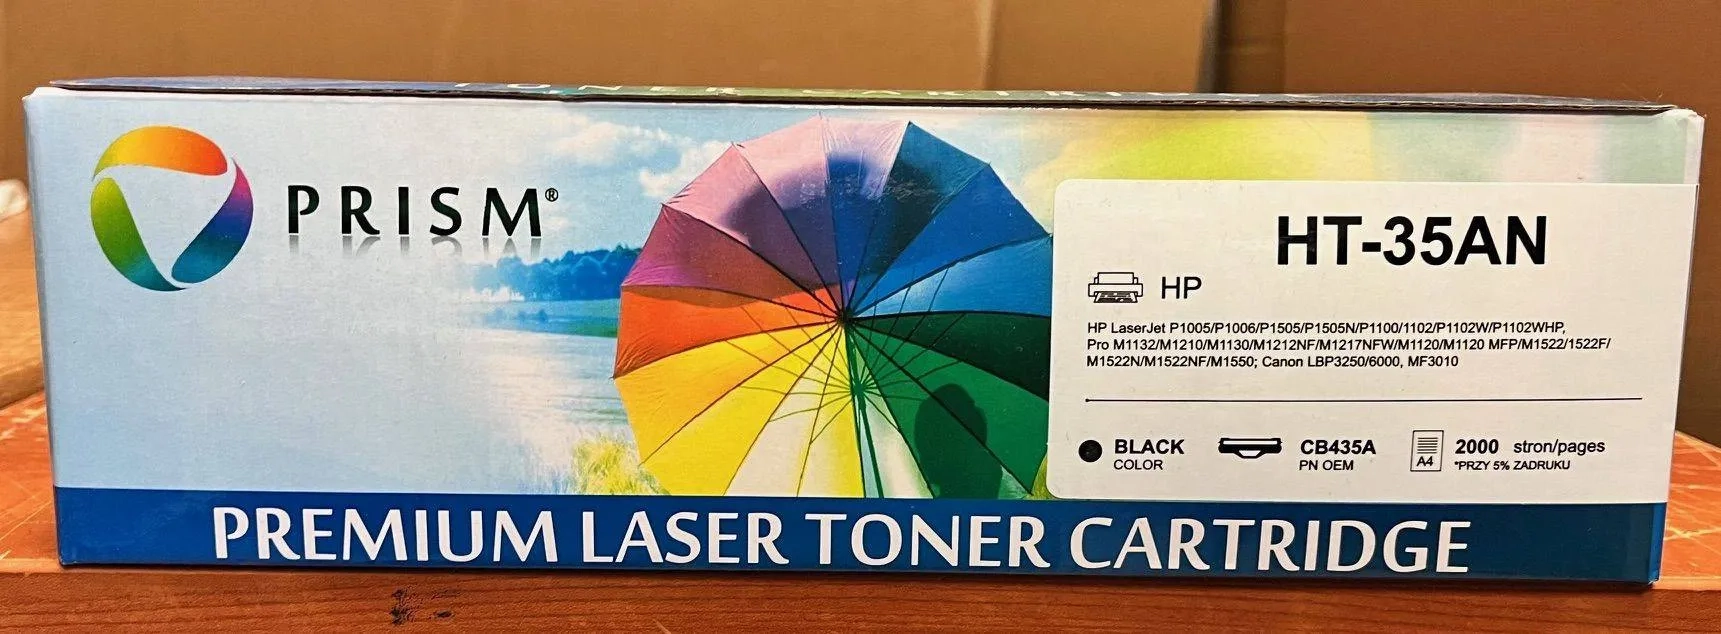 TONER CARTRI
PRISM®
HT-35AN
HP
HP LaserJet P1005/P1006/P1505/P1505N/P1100/1102/P1102W/P1102WHP,
Pro M1132/M1210/M1130/M1212NF/M1217NFW/M1120/M1120 MFP/M1522/1522F/
M1522N/M1522NF/M1550; Canon LBP3250/6000, MF3010
BLACK
COLOR
CB435A
PN OEM
A4
2000 stron/pages
*PRZY 5% ZADRUKU
PREMIUM LASER TONER CARTRIDGE